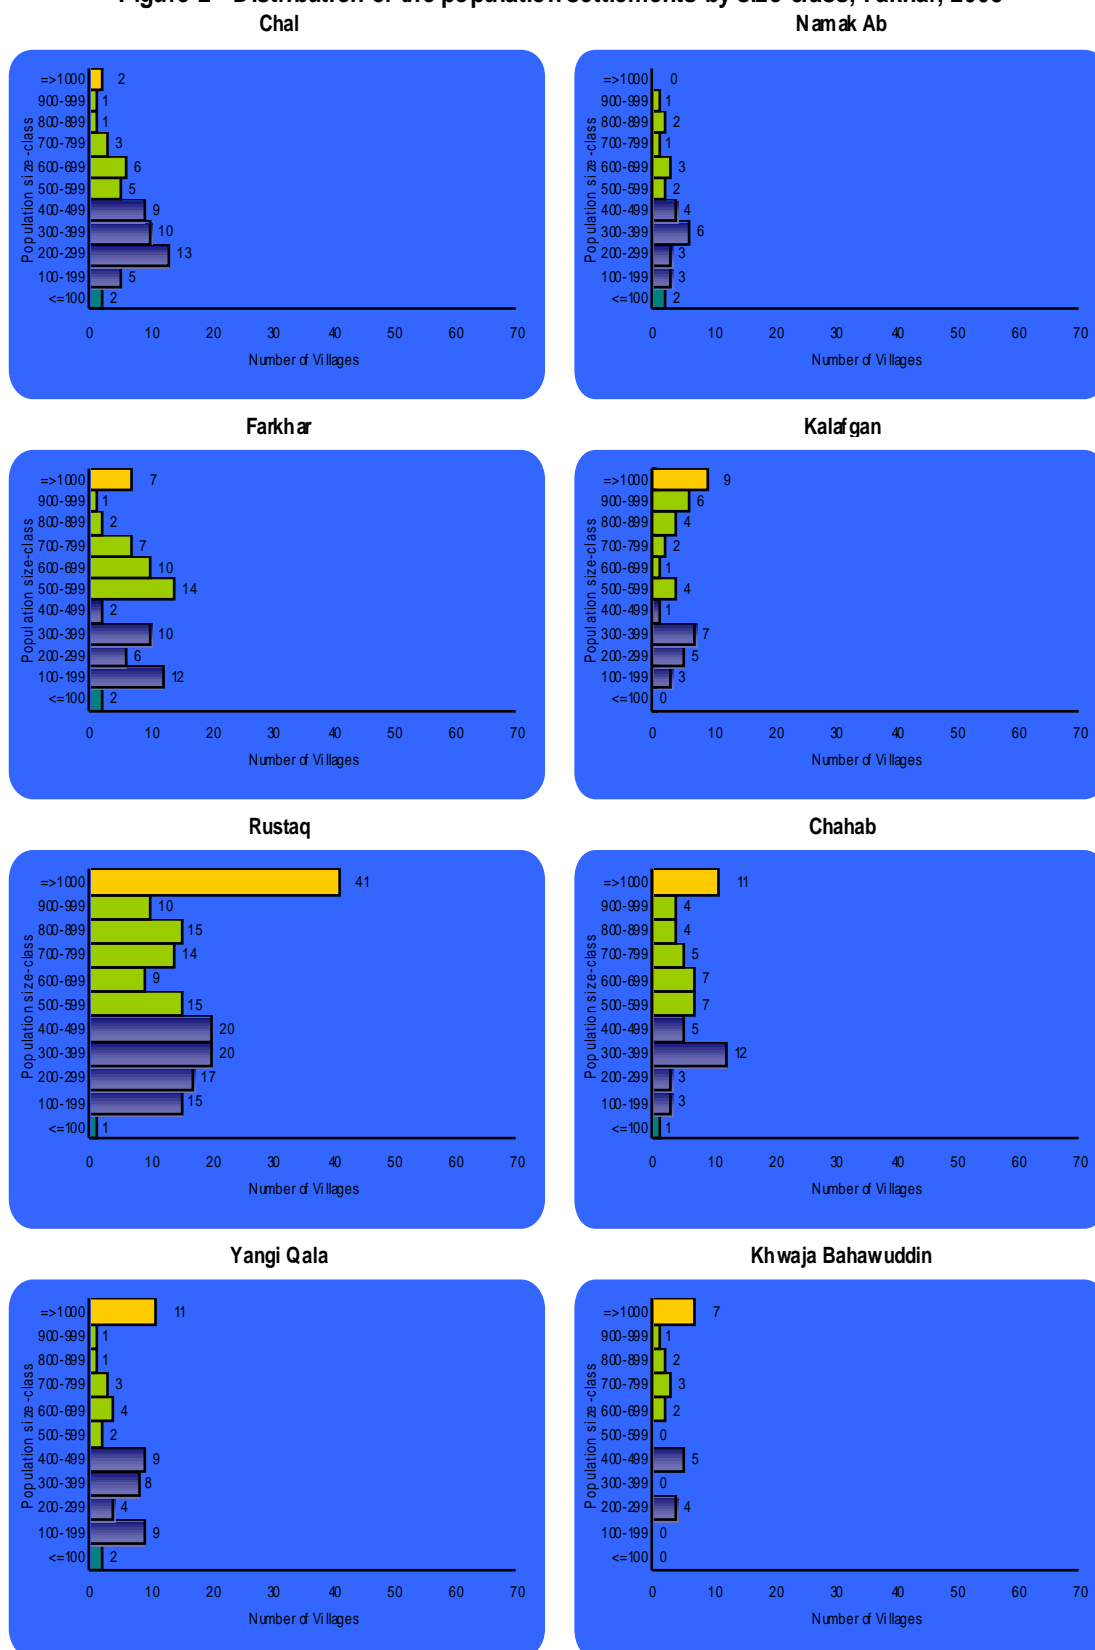 Chal
Namak Ab
Population size-class
=>1000 2
900-999 1
800-899 1
700-799 3
600-699 6
500-599 5
400-499 9
300-399 10
200-299 13
100-199 5
<=100 2
0 10 20 30 40 50 60 70
Number of Villages
Population size-class
=>1000 0
900-999 1
800-899 2
700-799 1
600-699 3
500-599 2
400-499 4
300-399 6
200-299 3
100-199 3
<=100 2
0 10 20 30 40 50 60 70
Number of Villages
Farkhar
Kalafgan
Population size-class
=>1000 7
900-999 1
800-899 2
700-799 7
600-699 10
500-599 14
400-499 2
300-399 10
200-299 6
100-199 12
<=100 2
0 10 20 30 40 50 60 70
Number of Villages
Population size-class
=>1000 9
900-999 6
800-899 4
700-799 2
600-699 1
500-599 4
400-499 1
300-399 7
200-299 5
100-199 3
<=100 0
0 10 20 30 40 50 60 70
Number of Villages
Rustaq
Chahab
Population size-class
=>1000 41
900-999 10
800-899 15
700-799 14
600-699 9
500-599 15
400-499 20
300-399 20
200-299 17
100-199 15
<=100 1
0 10 20 30 40 50 60 70
Number of Villages
Population size-class
=>1000 11
900-999 4
800-899 4
700-799 5
600-699 7
500-599 7
400-499 5
300-399 12
200-299 3
100-199 3
<=100 1
0 10 20 30 40 50 60 70
Number of Villages
Yangi Qala
Khwaja Bahawuddin
Population size-class
=>1000 11
900-999 1
800-899 1
700-799 3
600-699 4
500-599 2
400-499 9
300-399 8
200-299 4
100-199 9
<=100 2
0 10 20 30 40 50 60 70
Number of Villages
Population size-class
=>1000 7
900-999 1
800-899 2
700-799 3
600-699 2
500-599 0
400-499 5
300-399 0
200-299 4
100-199 0
<=100 0
0 10 20 30 40 50 60 70
Number of Villages